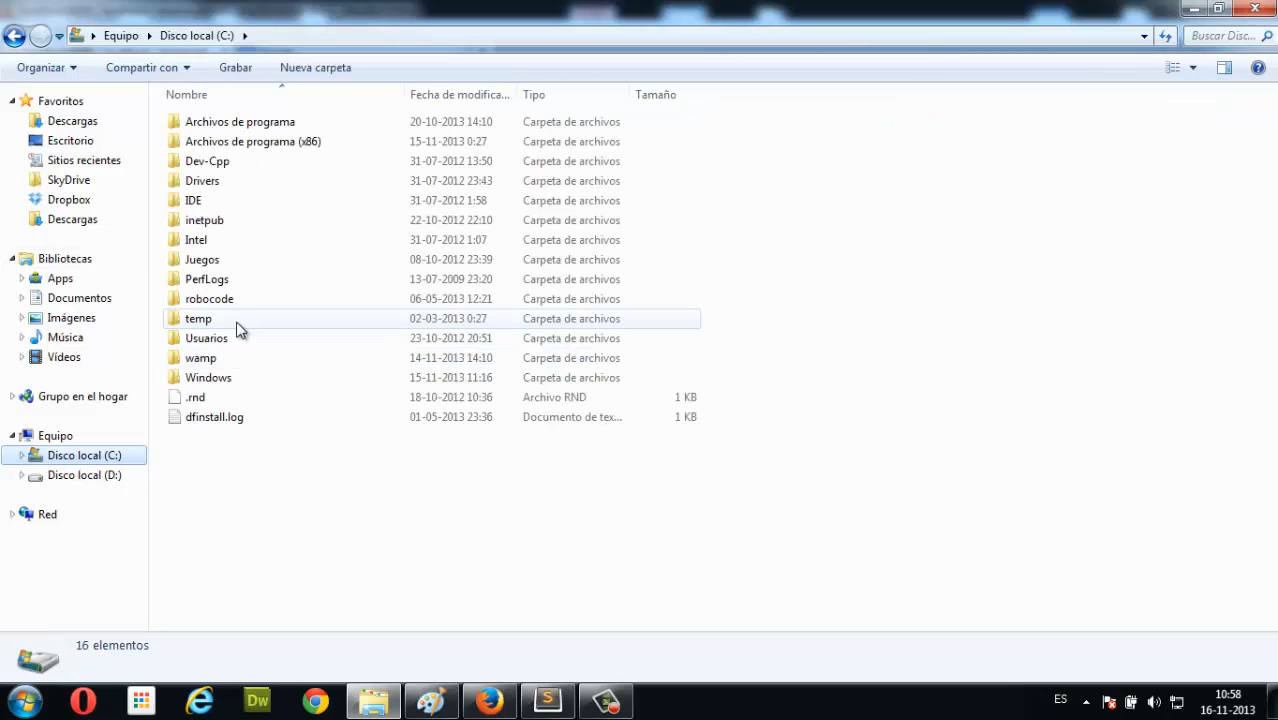 Equipo Disco local (C:) Buscar Disc...
Organizar Compartir con Grabar Nueva carpeta
Favoritos
Descargas
Escritorio
Sitios recientes
SkyDrive
Dropbox
Descargas
Bibliotecas
Apps
Documentos
Imágenes
Música
Vídeos
Grupo en el hogar
Equipo
Disco local (C:)
Disco local (D:)
Red
Nombre Fecha de modifica... Tipo Tamaño
Archivos de programa 20-10-2013 14:10 Carpeta de archivos
Archivos de programa (x86) 15-11-2013 0:27 Carpeta de archivos
Dev-Cpp 31-07-2012 13:50 Carpeta de archivos
Drivers 31-07-2012 23:43 Carpeta de archivos
IDE 31-07-2012 1:58 Carpeta de archivos
inetpub 22-10-2012 22:10 Carpeta de archivos
Intel 31-07-2012 1:07 Carpeta de archivos
Juegos 08-10-2012 23:39 Carpeta de archivos
PerfLogs 13-07-2009 23:20 Carpeta de archivos
robocode 06-05-2013 12:21 Carpeta de archivos
temp 02-03-2013 0:27 Carpeta de archivos
Usuarios 23-10-2012 20:51 Carpeta de archivos
wamp 14-11-2013 14:10 Carpeta de archivos
Windows 15-11-2013 11:16 Carpeta de archivos
.rnd 18-10-2012 10:36 Archivo RND 1 KB
dfinstall.log 01-05-2013 23:36 Documento de tex... 1 KB
16 elementos
Dw
S
ES
10:58
16-11-2013